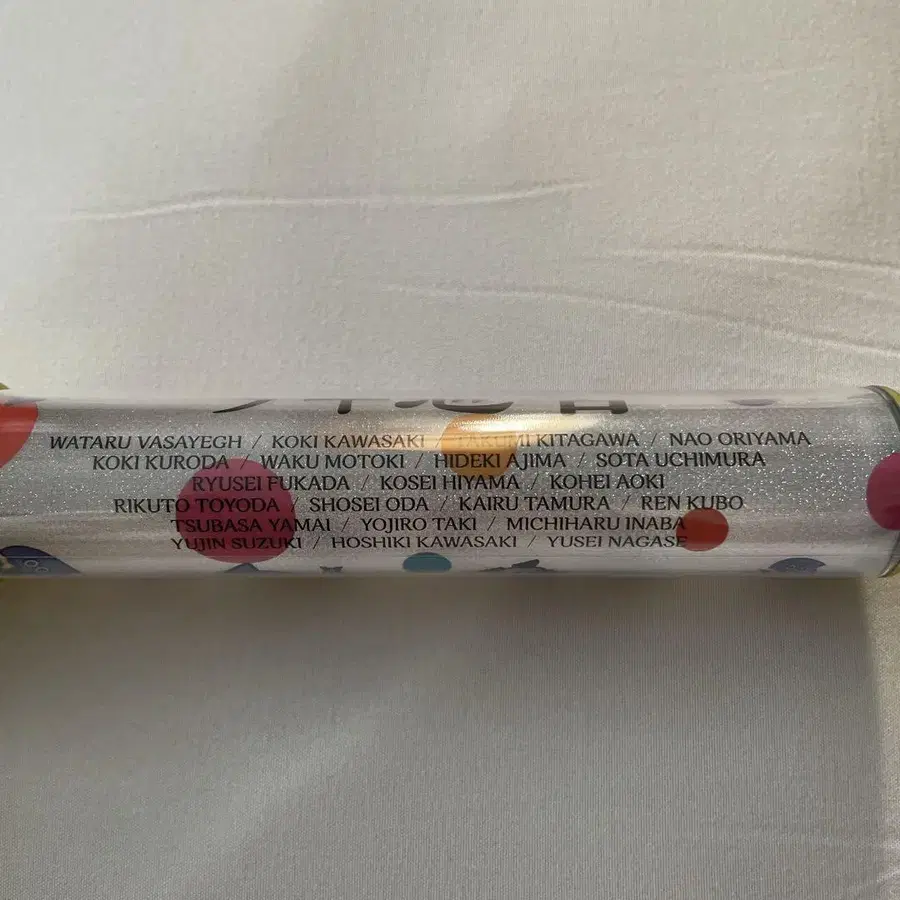 WATARU VASAYEGH / KOKI KAWASAKI / TAKUMI KITAGAWA / NAO ORIYAMA
KOKI KURODA / WAKU MOTOKI / HIDEKI AJIMA / SOTA UCHIMURA
RYUSEI FUKADA / KOSEI HIYAMA / KOHEI AOKI
RIKUTO TOYODA / SHOSEI ODA / KAIRU TAMURA / REN KUBO
TSUBASA YAMAI / YOJIRO TAKI / MICHIHARU INABA
YUJIN SUZUKI / HOSHIKI KAWASAKI / YUSEI NAGASE